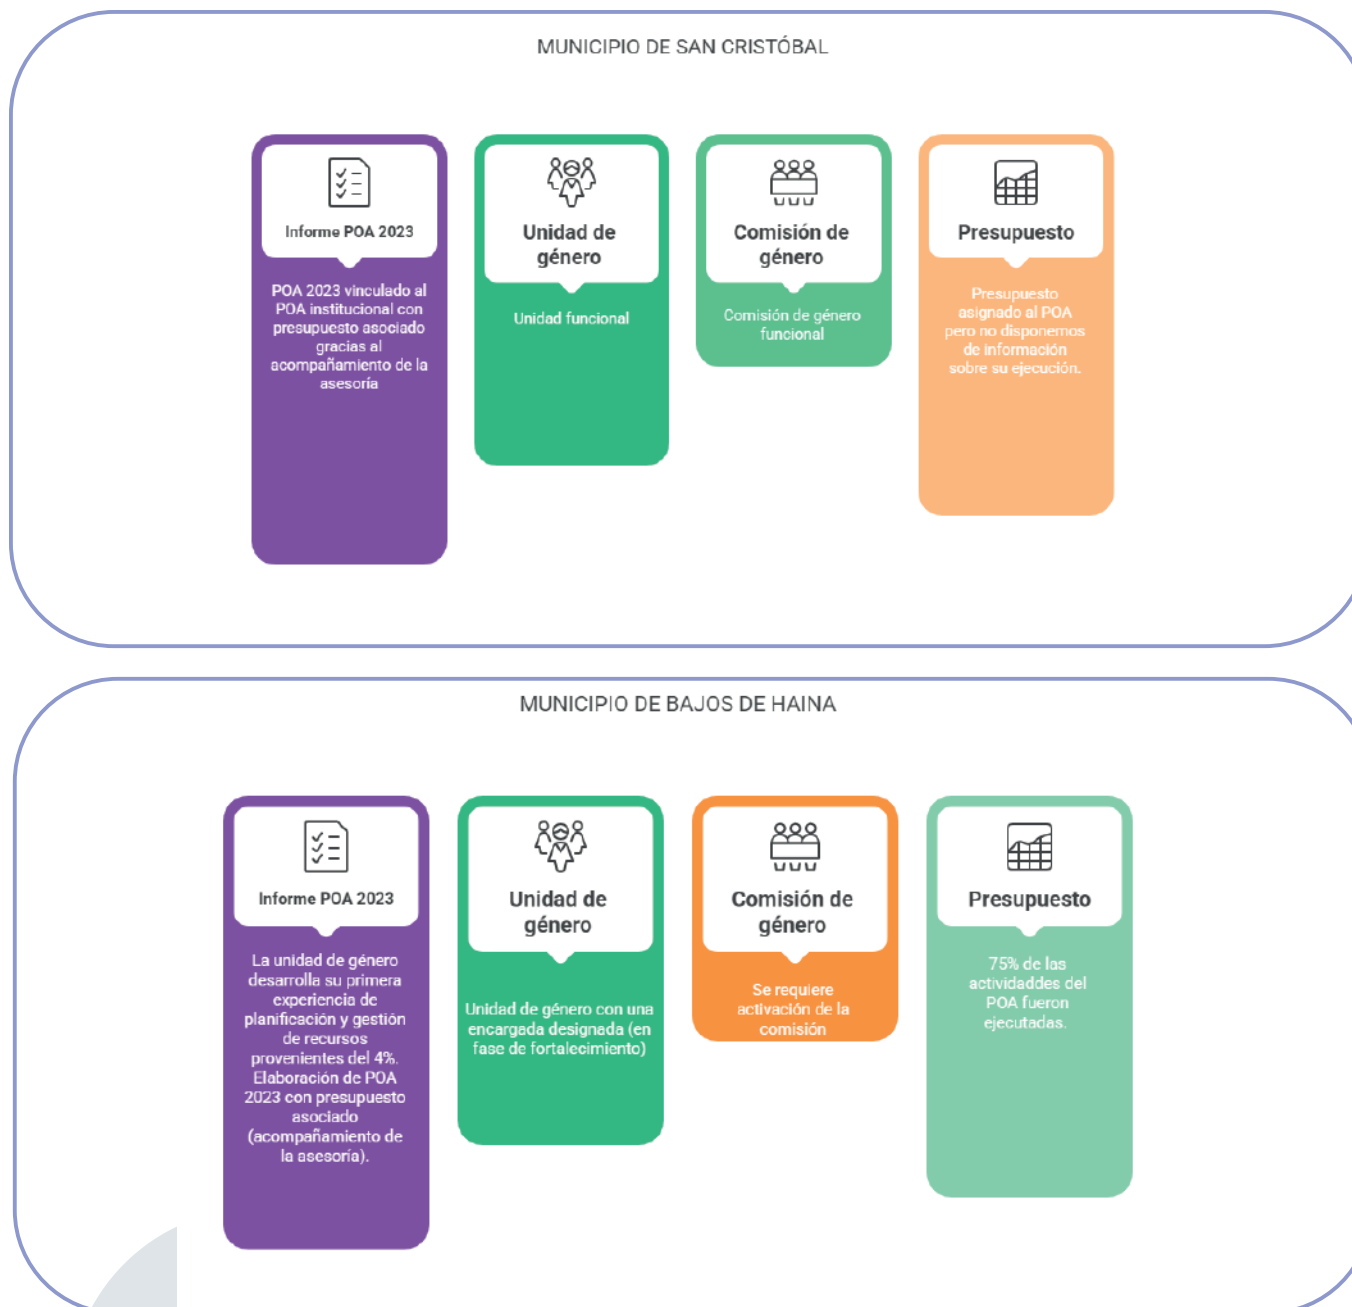 MUNICIPIO DE SAN CRISTÓBAL
Informe POA 2023
POA 2023 vinculado al
POA institucional con
presupuesto asociado
gracias al
acompañamiento de la
asesoría
Unidad de
género
Unidad funcional
Comisión de
género
Comisión de género
funcional
Presupuesto
Presupuesto
asignado al POA
pero no disponemos
de información
sobre su ejecución.
MUNICIPIO DE BAJOS DE HAINA
Informe POA 2023
La unidad de género
desarrolla su primera
experiencia de
planificación y gestión
de recursos
provenientes del 4%.
Elaboración de POA
2023 con presupuesto
asociado
(acompañamiento de
la asesoría).
Unidad de
género
Unidad de género con una
encargada designada (en
fase de fortalecimiento)
Comisión de
género
Se requiere
activación de la
comisión
Presupuesto
75% de las
actividaddes del
POA fueron
ejecutadas.